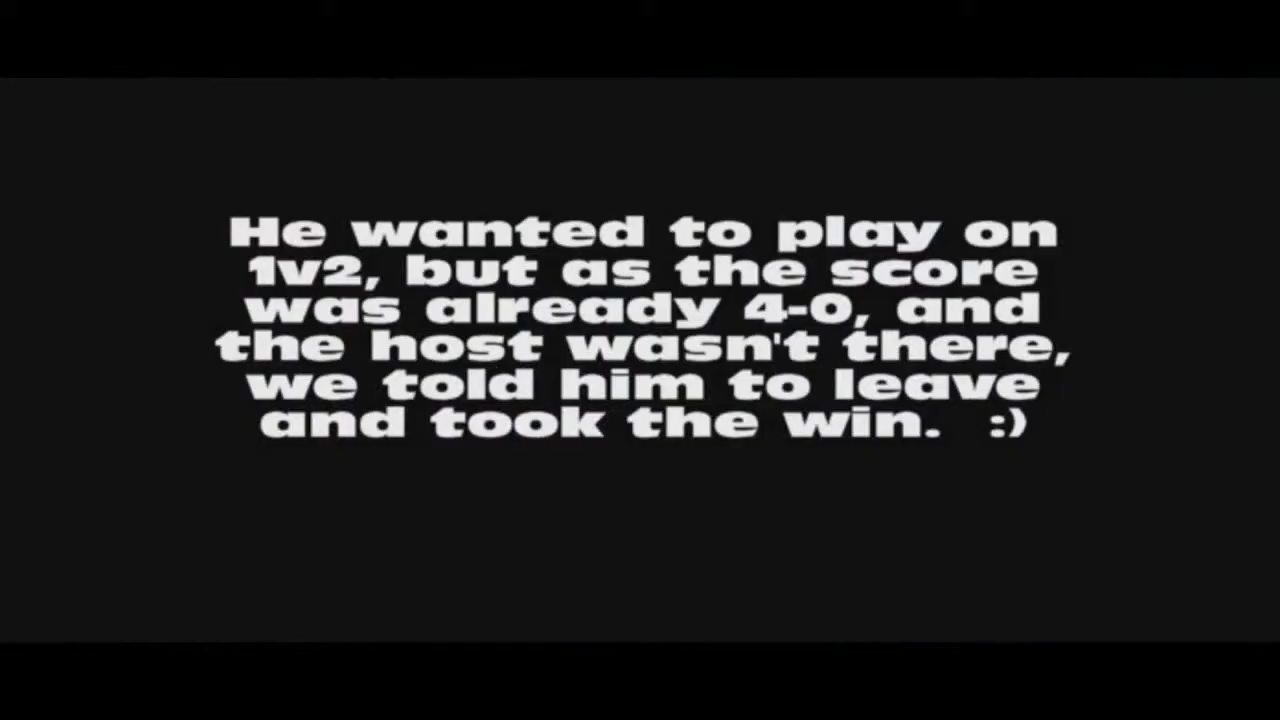 He wanted to play on
1v2, but as the score
was already 4-0, and
the host wasn't there,
we told him to leave
and took the win.  :)